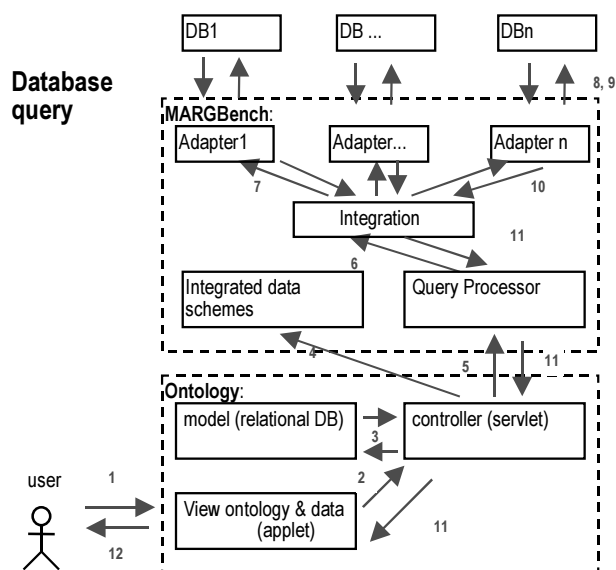 DB1
DB ...
DBn
Database
query
8, 9
MARGBench:
Adapter1
Adapter...
Adapter n
7
10
Integration
11
6
Integrated data
schemes
Query Processor
4
5
11
Ontology:
model (relational DB)
controller (servlet)
3
user
1
2
View ontology & data
(applet)
11
12